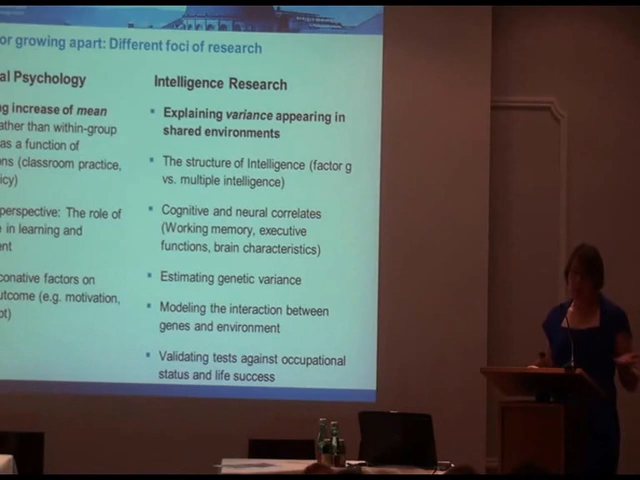 or growing apart: Different foci of research
al Psychology
ng increase of mean
ather than within-group
as a function of
ons (classroom practice,
icy)
perspective: The role of
e in learning and
ent
conative factors on
utcome (e.g. motivation,
pt)
Intelligence Research
Explaining variance appearing in
shared environments
The structure of Intelligence (factor g
vs. multiple intelligence)
Cognitive and neural correlates
(Working memory, executive
functions, brain characteristics)
Estimating genetic variance
Modeling the interaction between
genes and environment
Validating tests against occupational
status and life success